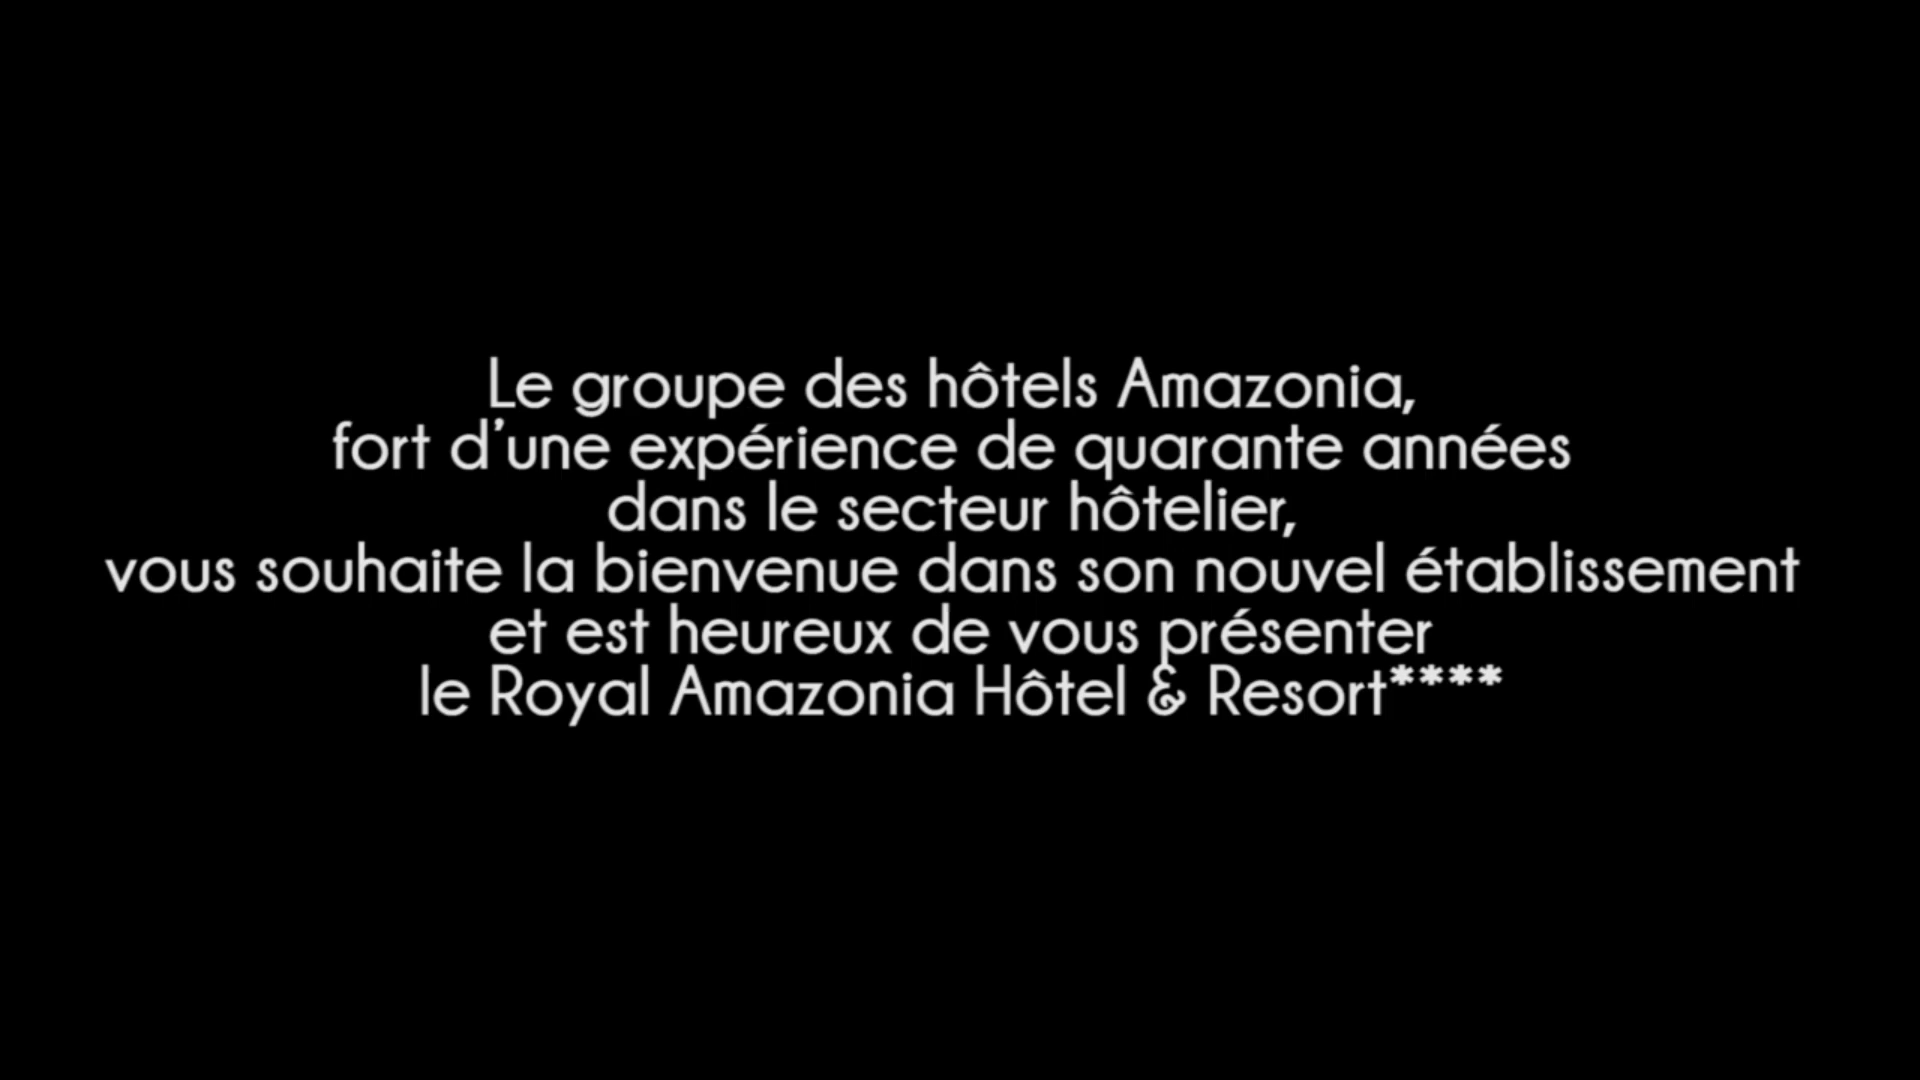 Le groupe des hôtels Amazonia,
fort d’une expérience de quarante années
dans le secteur hôtelier,
vous souhaite la bienvenue dans son nouvel établissement
et est heureux de vous présenter
le Royal Amazonia Hôtel & Resort****